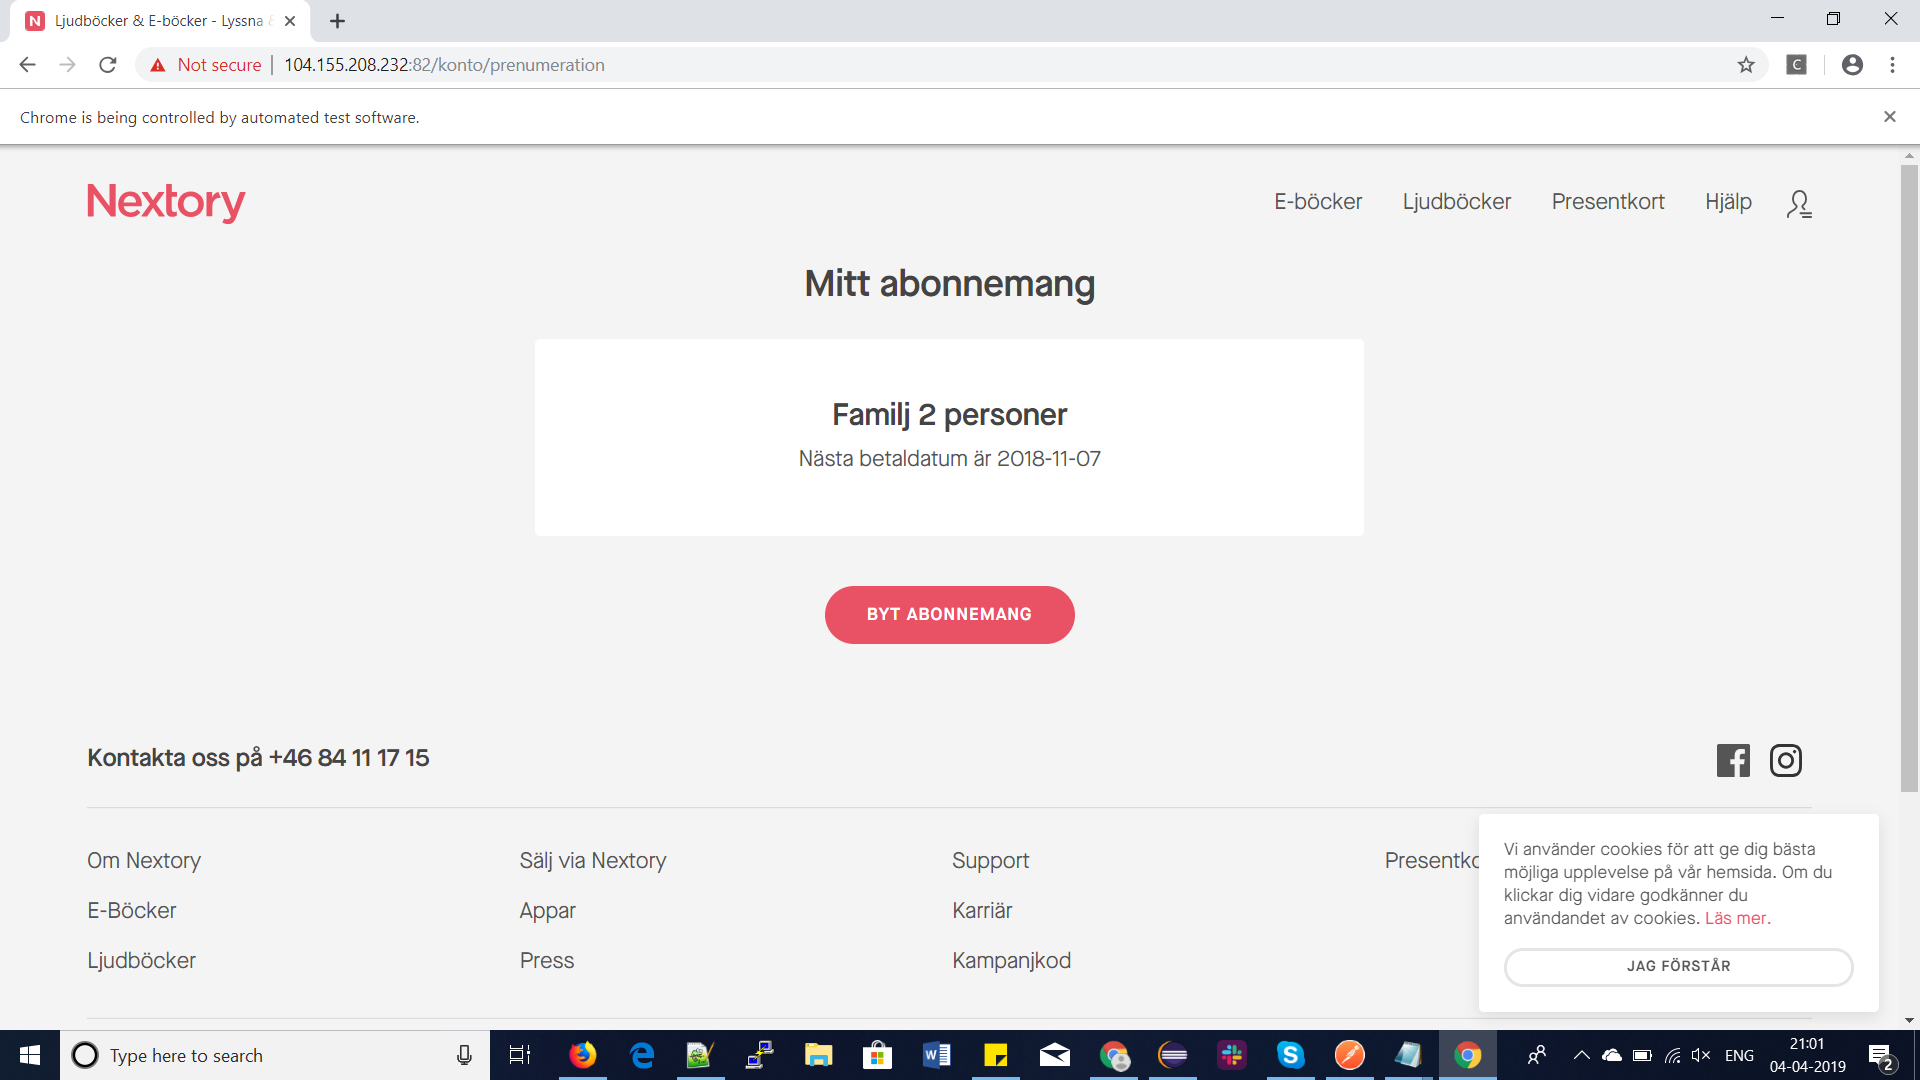 Ljudböcker & E-böcker - Lyssna
Not secure
104.155.208.232:82/konto/prenumeration
C
Chrome is being controlled by automated test software.
Nextory
E-böcker
Ljudböcker
Presentkort
Hjälp
Mitt abonnemang
Familj 2 personer
Nästa betaldatum är 2018-11-07
BYT ABONNEMANG
Kontakta oss på +46 84 11 17 15
Om Nextory
Sälj via Nextory
Support
E-Böcker
Appar
Karriär
Ljudböcker
Press
Kampanjkod
Vi använder cookies för att ge dig bästa
möjliga upplevelse på vår hemsida. Om du
klickar dig vidare godkänner du
användandet av cookies. Läs mer.
JAG FÖRSTÅR
Type here to search
ENG
21:01
04-04-2019
2